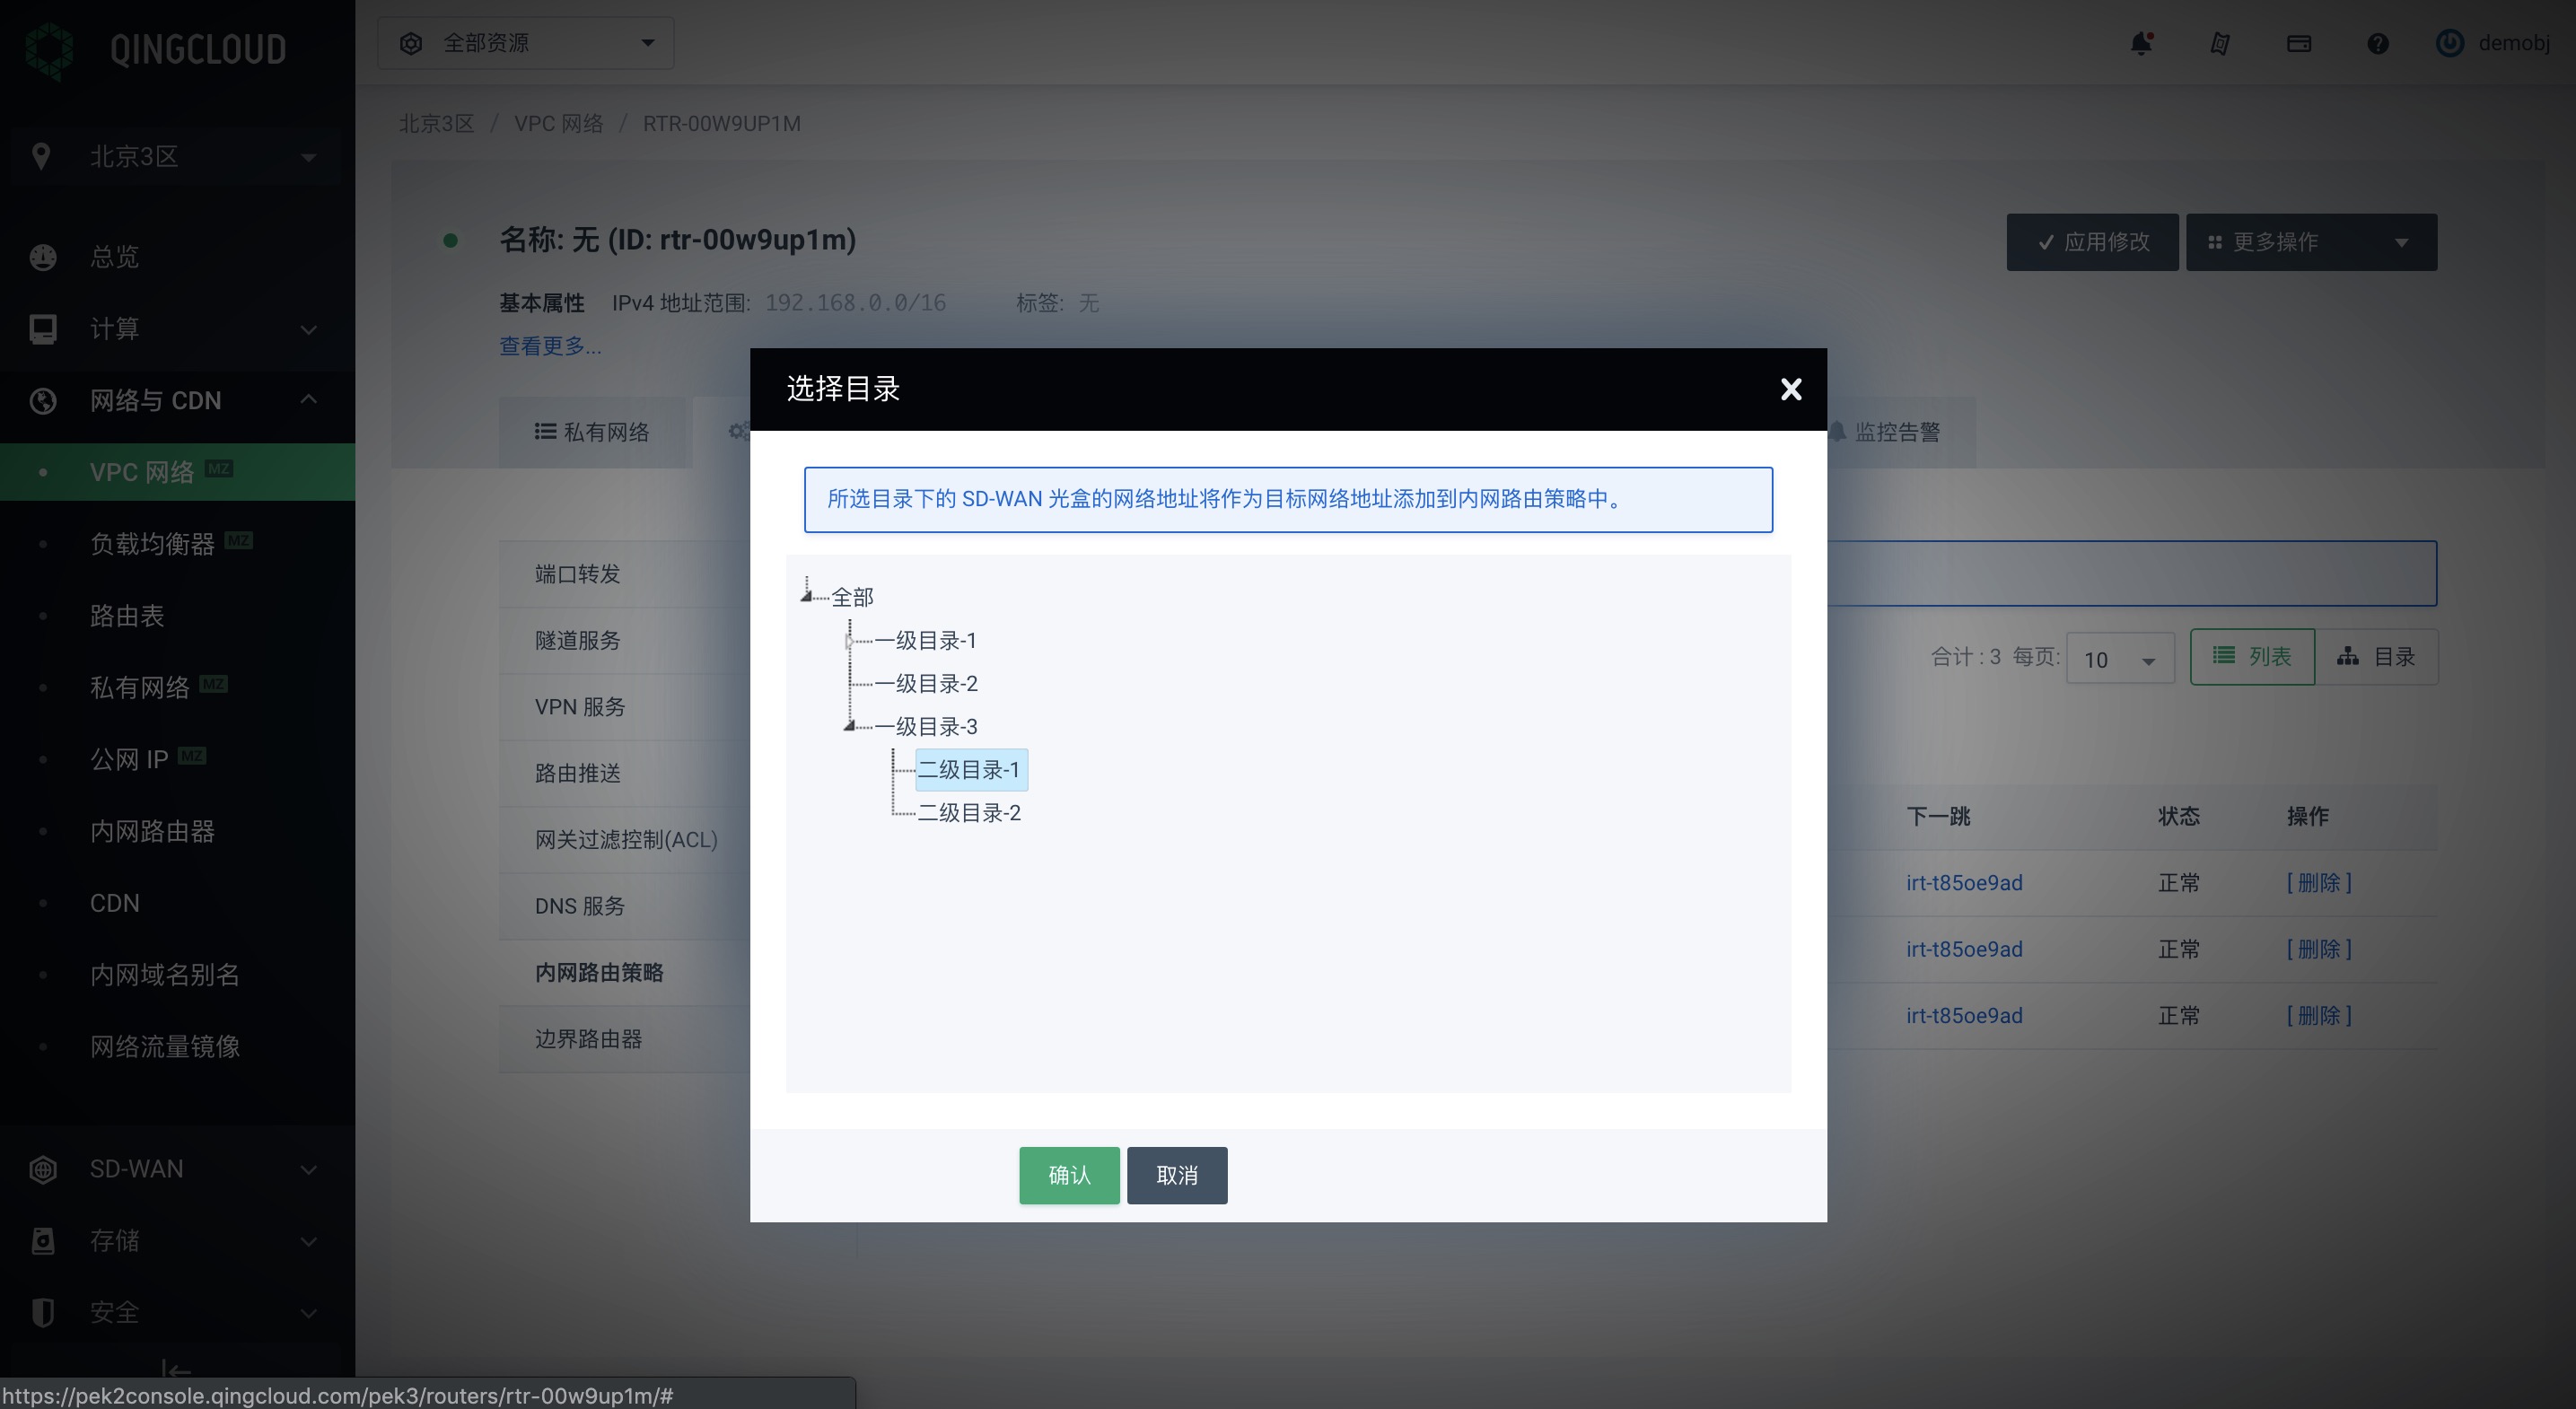 QINGCLOUD
全部资源
demobj
北京3区
北京3区 / VPC 网络 / RTR-00W9UP1M
总览
计算
网络与 CDN
VPC 网络 MZ
负载均衡器 MZ
路由表
私有网络 MZ
公网 IP MZ
内网路由器
CDN
内网域名别名
网络流量镜像
SD-WAN
存储
安全
名称: 无 (ID: rtr-00w9up1m)
应用修改
更多操作
基本属性 IPv4 地址范围: 192.168.0.0/16 标签: 无
查看更多...
私有网络
监控告警
端口转发
隧道服务
VPN 服务
路由推送
网关过滤控制(ACL)
DNS 服务
内网路由策略
边界路由器
选择目录
所选目录下的 SD-WAN 光盒的网络地址将作为目标网络地址添加到内网路由策略中。
全部
一级目录-1
一级目录-2
一级目录-3
二级目录-1
二级目录-2
确认
取消
合计 : 3 每页: 10 列表 目录
下一跳 状态 操作
irt-t85oe9ad 正常 [ 删除 ]
irt-t85oe9ad 正常 [ 删除 ]
irt-t85oe9ad 正常 [ 删除 ]
https://pek2console.qingcloud.com/pek3/routers/rtr-00w9up1m/#